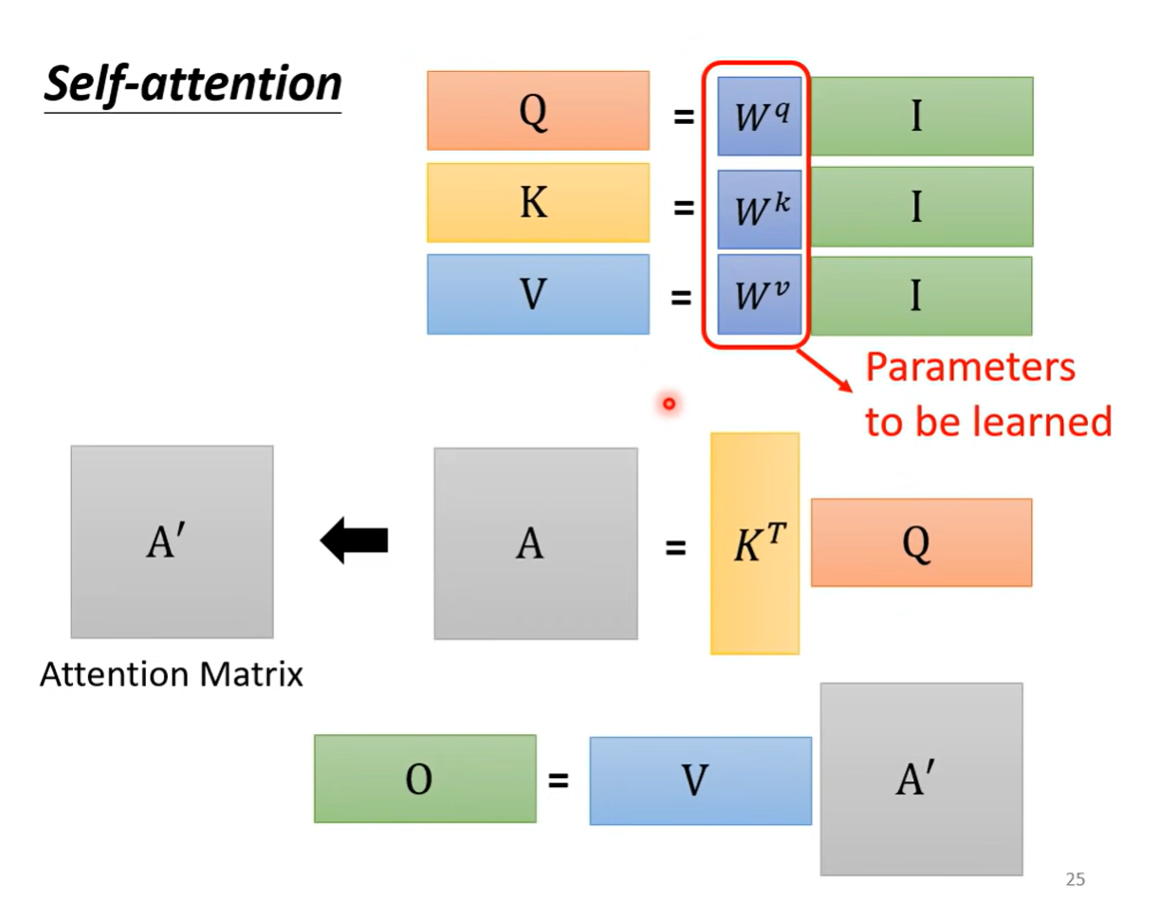 Self-attention
Q = W^q I
K = W^k I
V = W^v I
Parameters
to be learned
A′ A = K^T Q
Attention Matrix
O = V A′
25